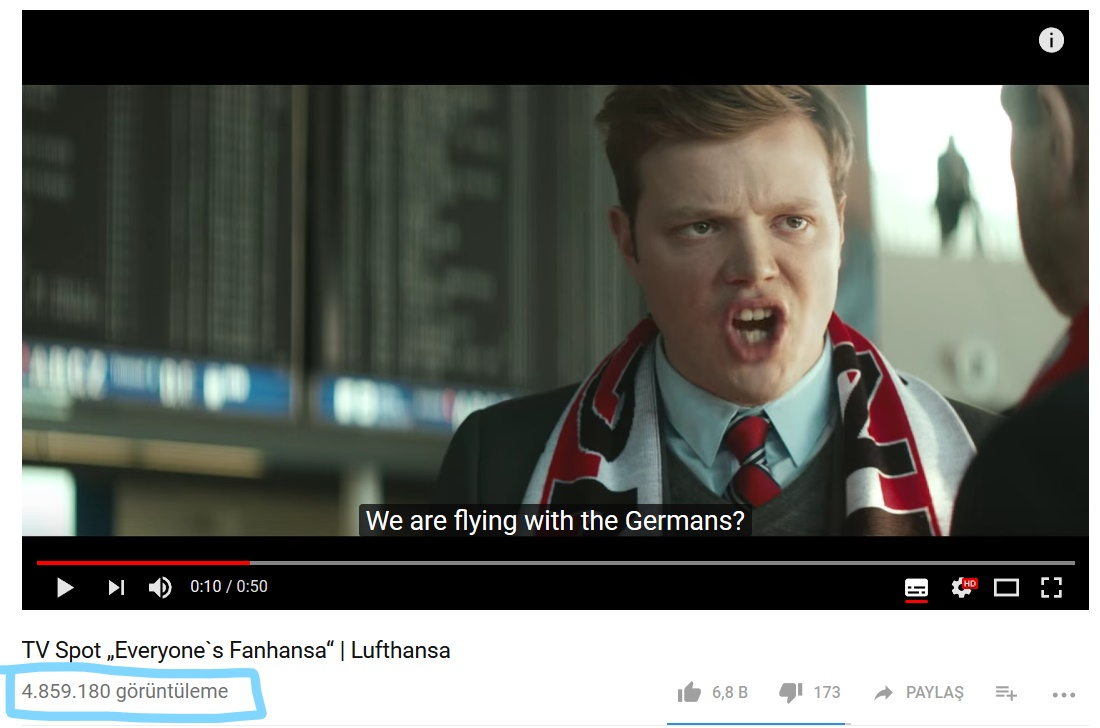 We are flying with the Germans?
0:10 / 0:50
HD
TV Spot „Everyone`s Fanhansa“ | Lufthansa
4.859.180 görüntüleme
6,8 B
173
PAYLAŞ